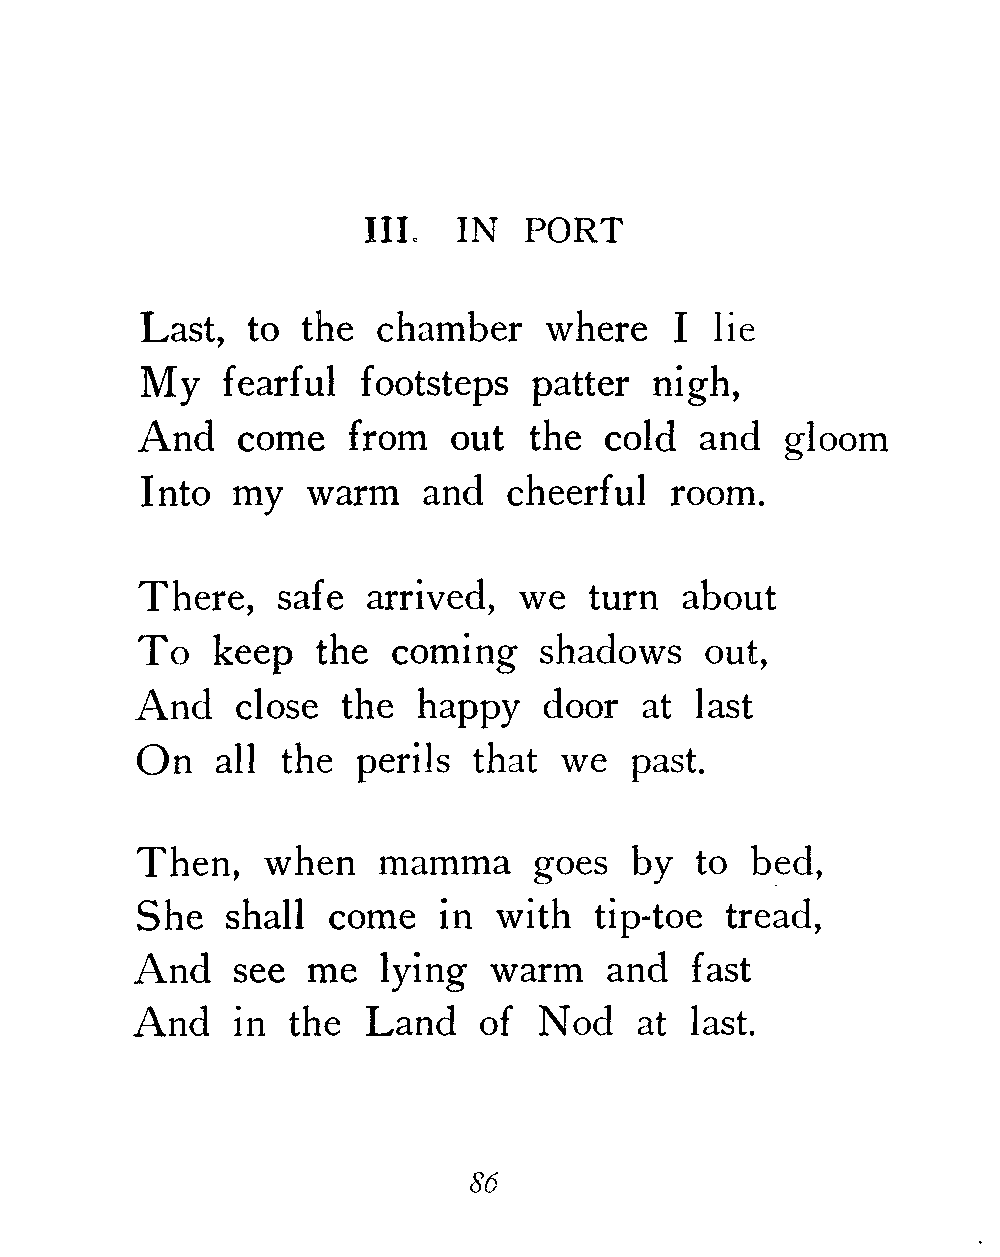 III. IN PORT
Last, to the chamber where I lie
My fearful footsteps patter nigh,
And come from out the cold and gloom
Into my warm and cheerful room.
There, safe arrived, we turn about
To keep the coming shadows out,
And close the happy door at last
On all the perils that we past.
Then, when mamma goes by to bed,
She shall come in with tip-toe tread,
And see me lying warm and fast
And in the Land of Nod at last.
86